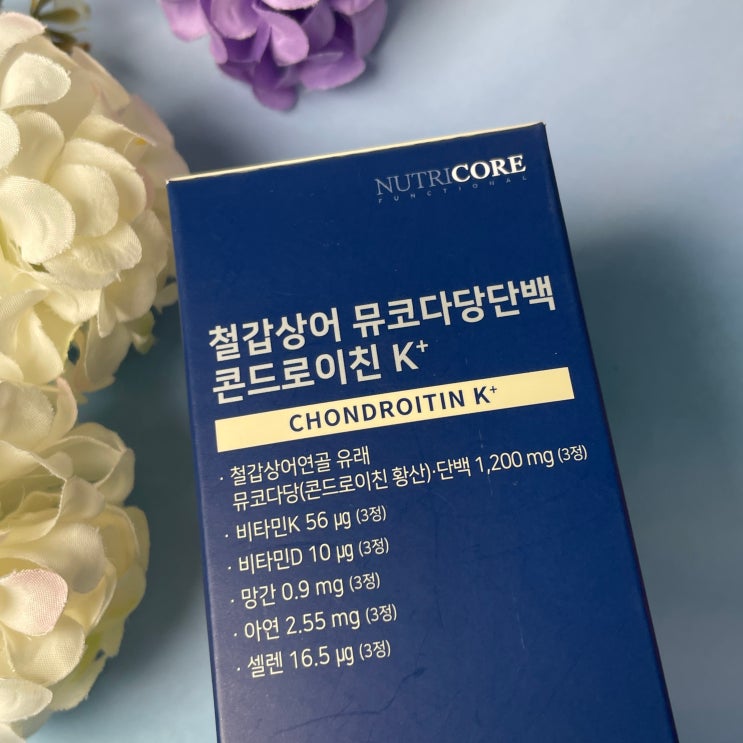 NUTRICORE
FUNCTIONAL
철갑상어 뮤코다당단백
콘드로이친 K+
CHONDROITIN K+
· 철갑상어연골 유래
뮤코다당(콘드로이친 황산)·단백 1,200 mg (3정)
· 비타민K 56 μg (3정)
· 비타민D 10 μg (3정)
· 망간 0.9 mg (3정)
· 아연 2.55 mg (3정)
· 셀렌 16.5 μg (3정)